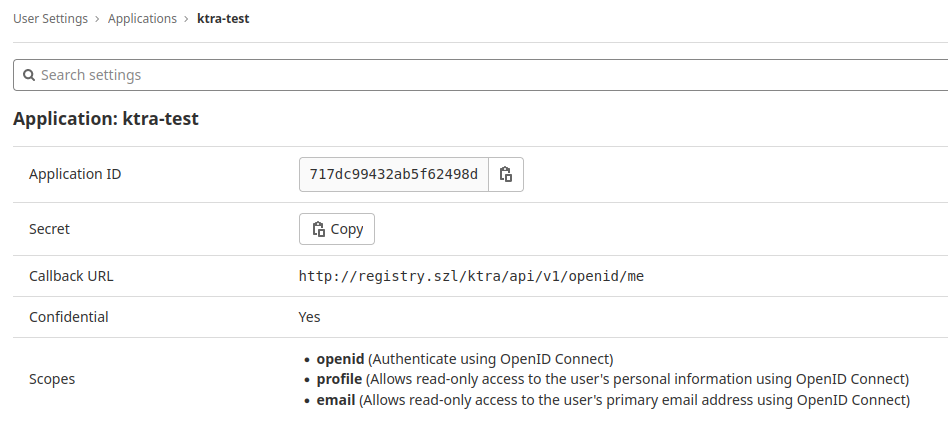 User Settings › Applications › ktra-test
Search settings
Application: ktra-test
Application ID 717dc99432ab5f62498d
Secret Copy
Callback URL http://registry.szl/ktra/api/v1/openid/me
Confidential Yes
Scopes
• openid (Authenticate using OpenID Connect)
• profile (Allows read-only access to the user's personal information using OpenID Connect)
• email (Allows read-only access to the user's primary email address using OpenID Connect)